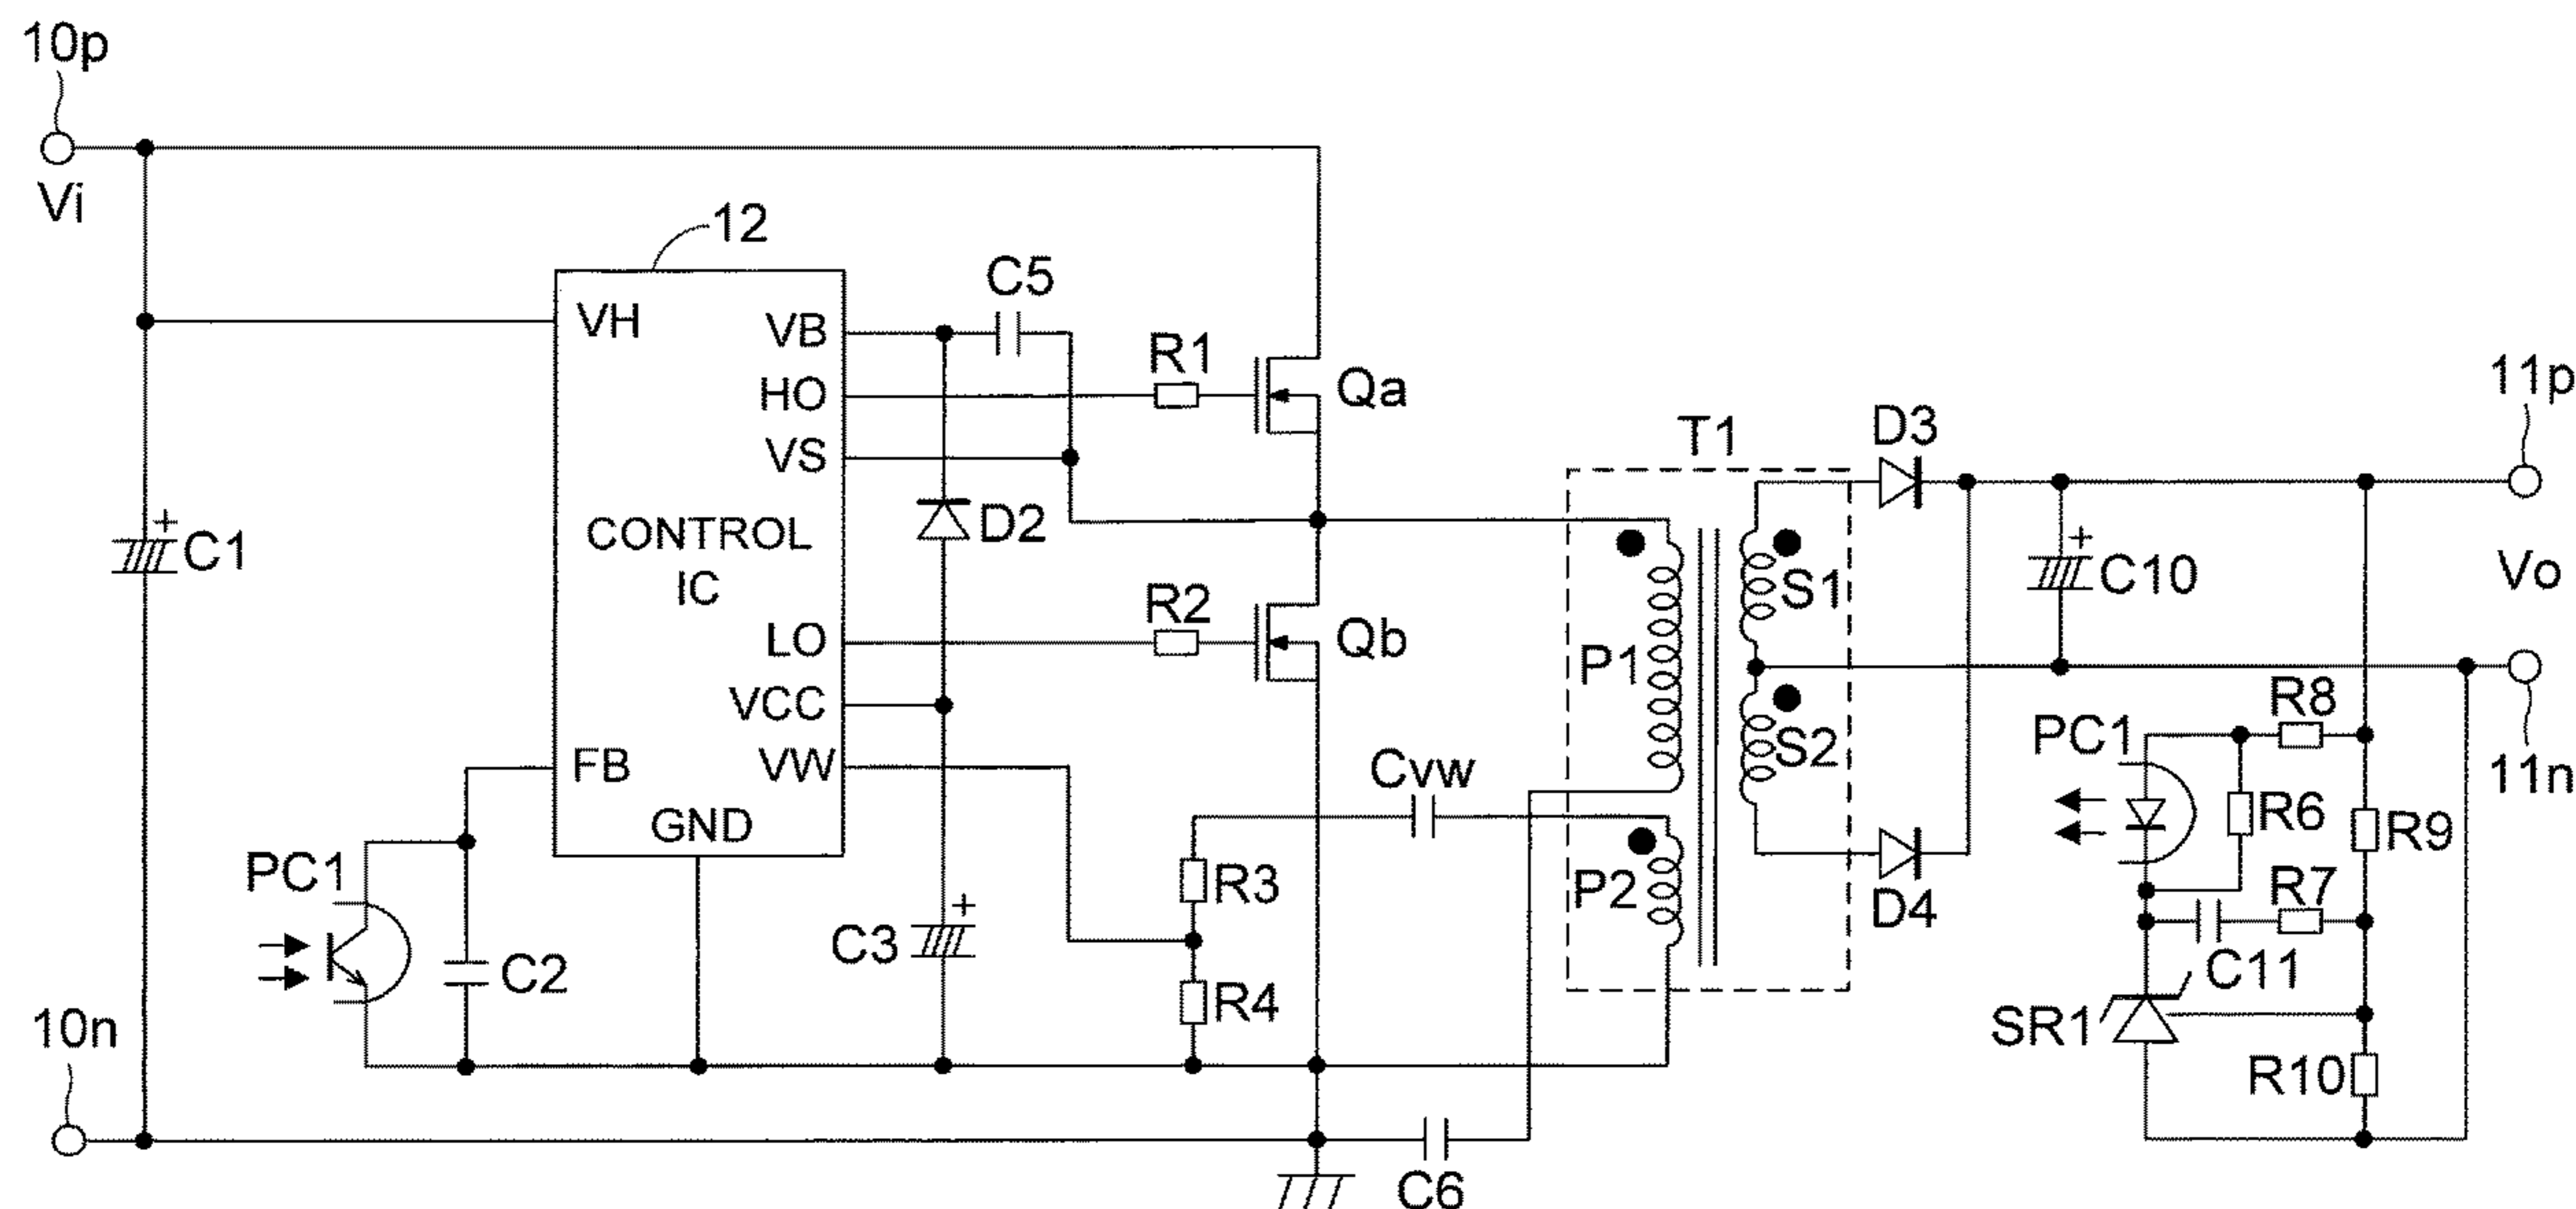 10p
Vi
12
C5
VH
VB
R1
HO
Qa
VS
11p
T1
D3
C1
CONTROL
IC
D2
S1
C10
Vo
R2
LO
Qb
P1
R8
VCC
PC1
S2
FB
VW
Cvw
11n
GND
R6
R9
PC1
R3
P2
D4
R7
C3
C2
C11
R4
10n
SR1
R10
C6
+
+
+